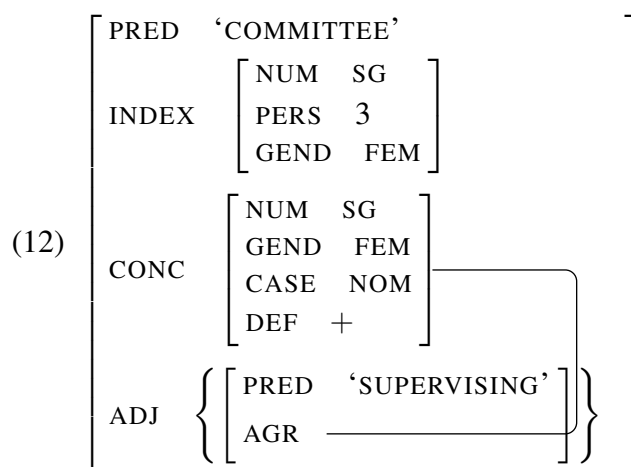 PRED ‘COMMITTEE’
NUM SG
INDEX PERS 3
GEND FEM
NUM SG
(12) GEND FEM
CONC CASE NOM
DEF +
PRED ‘SUPERVISING’
ADJ
AGR